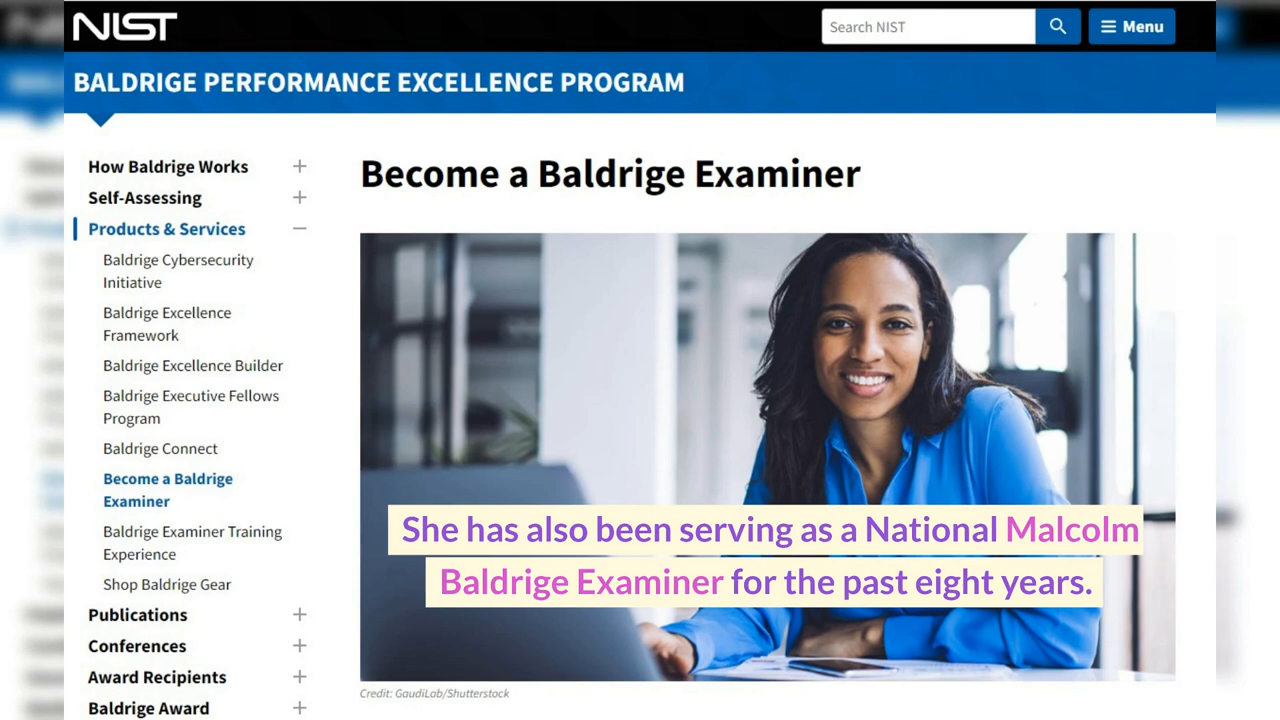 NIST
Search NIST
Menu
BALDRIGE PERFORMANCE EXCELLENCE PROGRAM
How Baldrige Works
Self-Assessing
Products & Services
Baldrige Cybersecurity
Initiative
Baldrige Excellence
Framework
Baldrige Excellence Builder
Baldrige Executive Fellows
Program
Baldrige Connect
Become a Baldrige
Examiner
Baldrige Examiner Training
Experience
Shop Baldrige Gear
Publications
Conferences
Award Recipients
Baldrige Award
Become a Baldrige Examiner
She has also been serving as a National Malcolm
Baldrige Examiner for the past eight years.
Credit: GaudiLab/Shutterstock